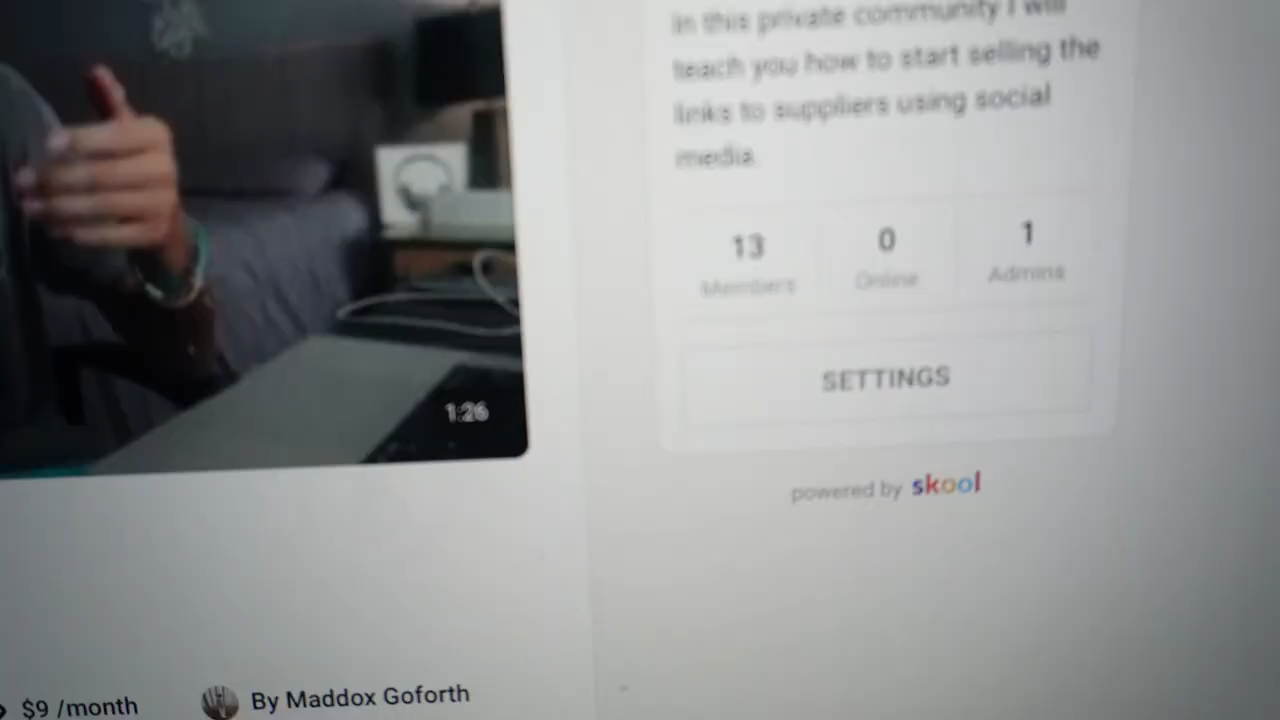 In this private community I will
teach you how to start selling the
links to suppliers using social
media.
13
Members
0
Online
1
Admins
SETTINGS
powered by skool
1:26
$9 /month
By Maddox Goforth